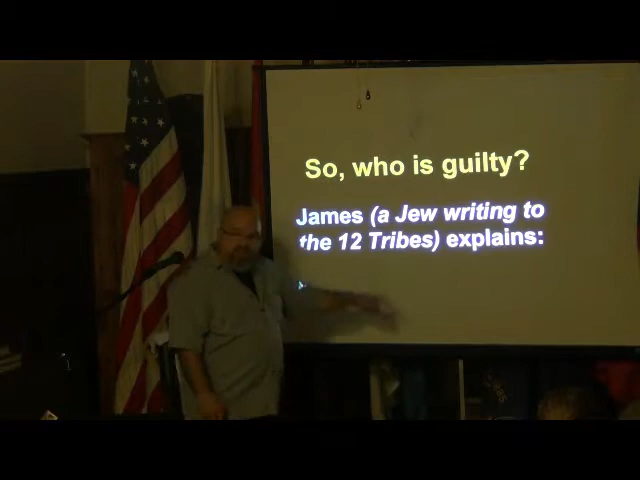 So, who is guilty?
James (a Jew writing to
the 12 Tribes) explains: